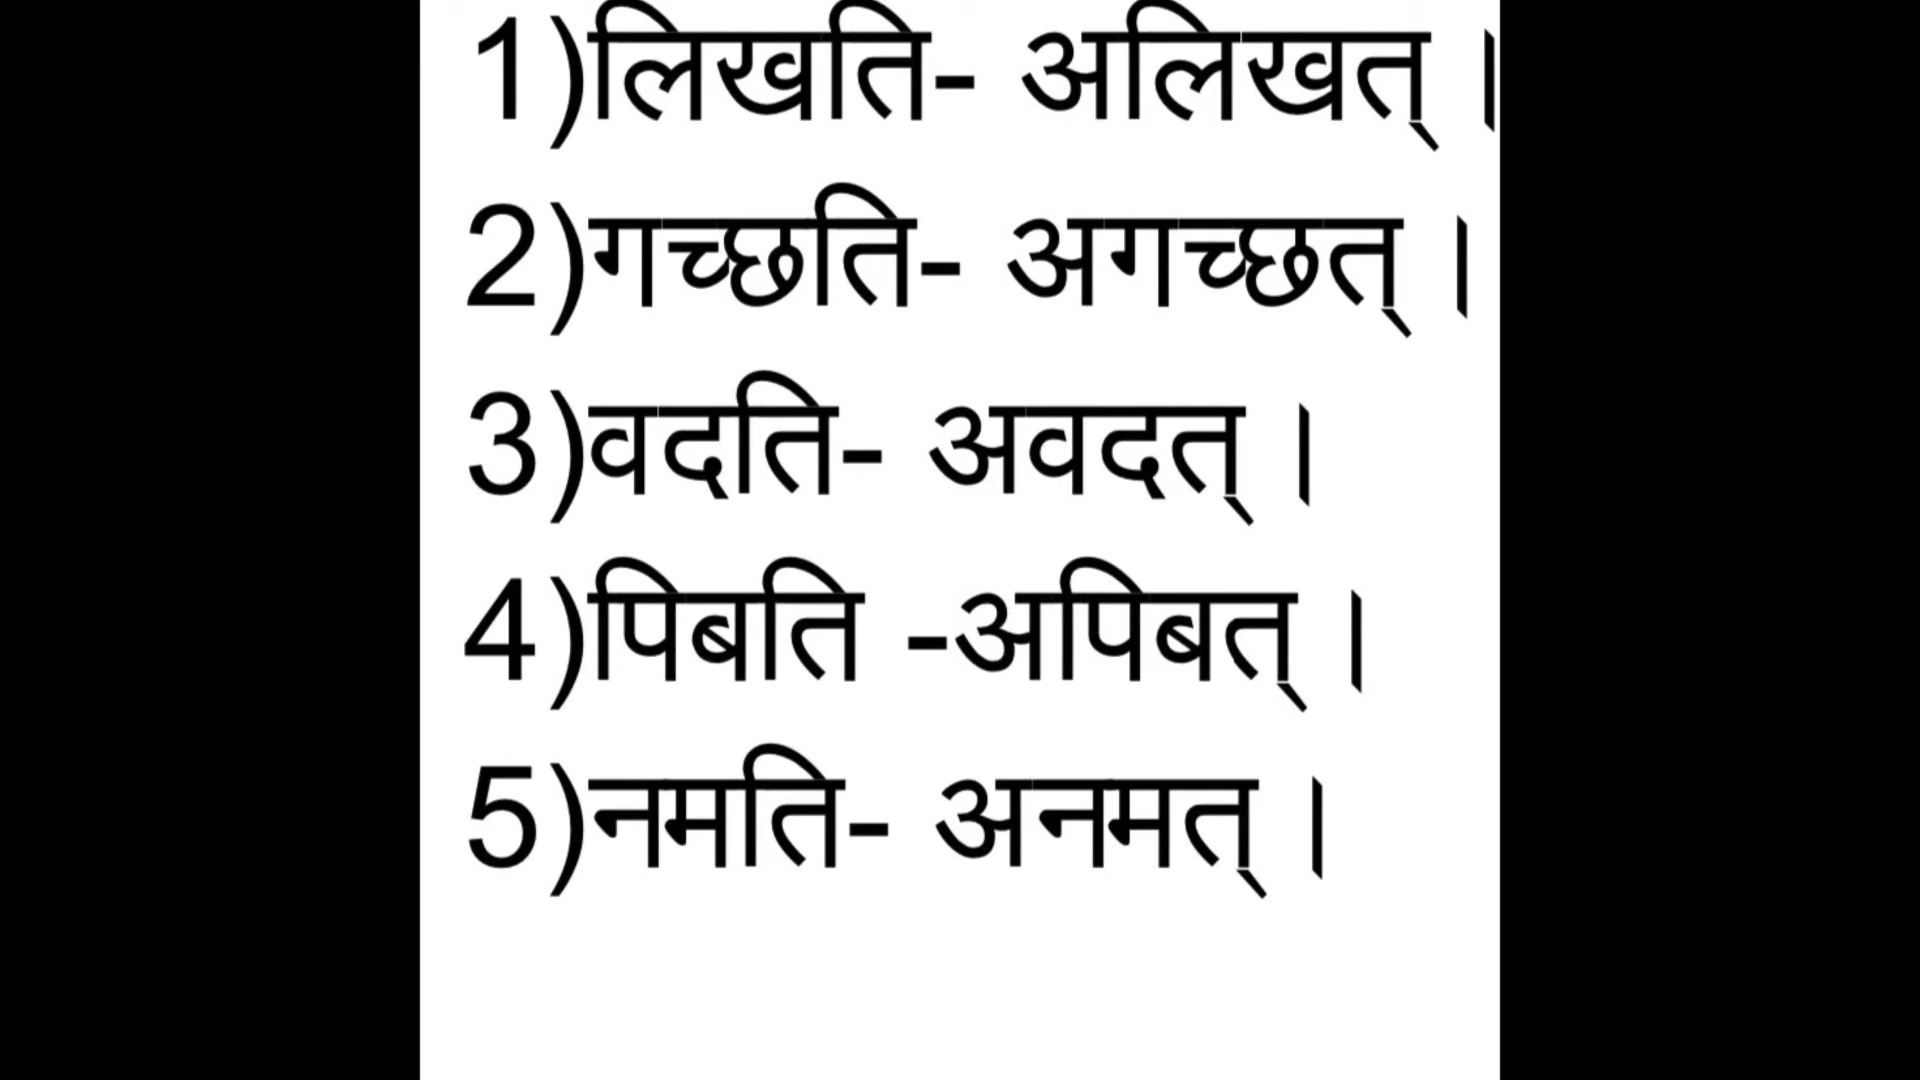 1)लिखति- अलिखत् ।
2)गच्छति- अगच्छत् ।
3)वदति- अवदत् ।
4)पिबति -अपिबत् ।
5)नमति- अनमत् ।